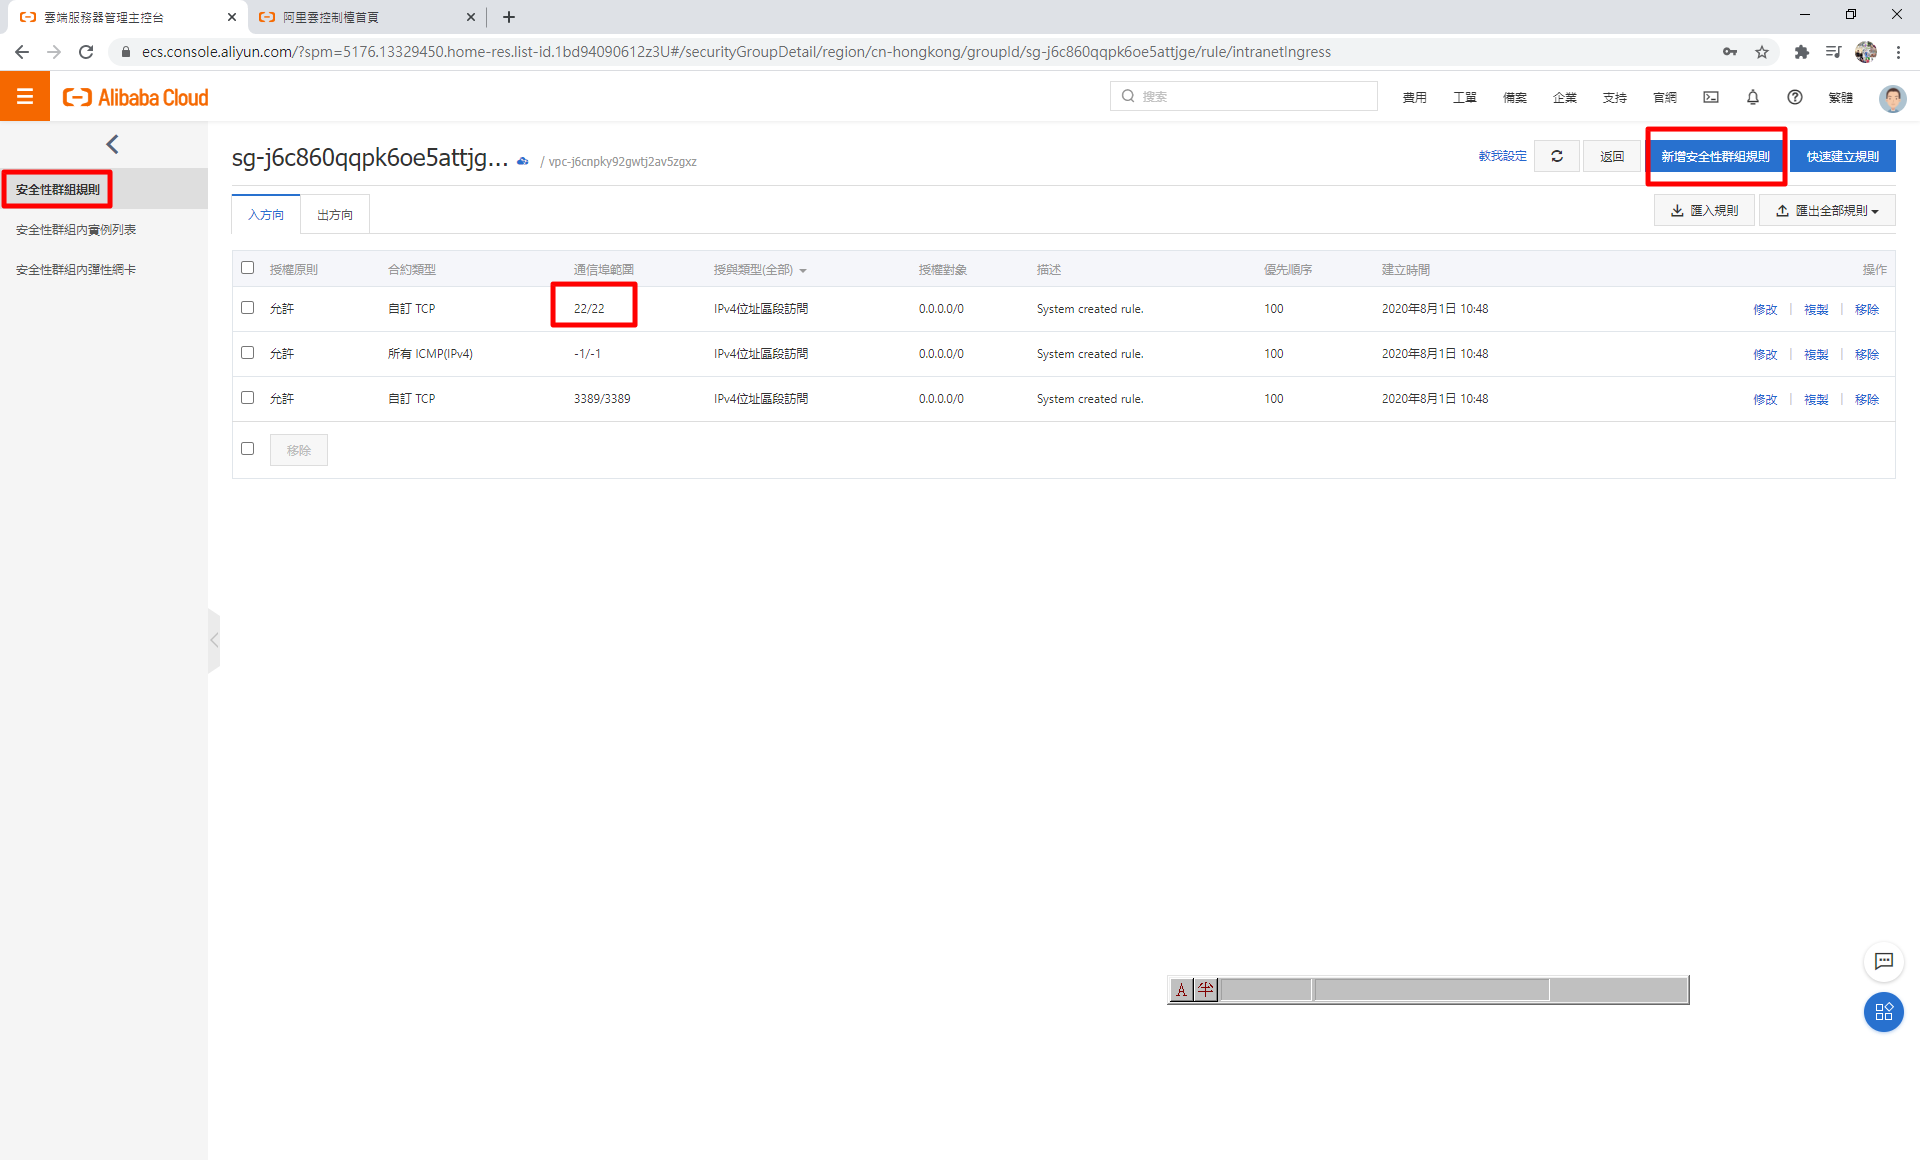 雲端服務器管理主控台
阿里雲控制檯首頁
ecs.console.aliyun.com/?spm=5176.13329450.home-res.list-id.1bd94090612z3U#/securityGroupDetail/region/cn-hongkong/groupId/sg-j6c860qqpk6oe5attjge/rule/intranetIngress
Alibaba Cloud
搜索
費用 工單 備案 企業 支持 官網 繁體
sg-j6c860qqpk6oe5attjg... / vpc-j6cnpky92gwtj2av5zgxz
教我設定 返回 新增安全性群組規則 快速建立規則
安全性群組規則
安全性群組內實例列表
安全性群組內彈性網卡
入方向 出方向
匯入規則 匯出全部規則
授權原則 合約類型 通信埠範圍 授與類型(全部) 授權對象 描述 優先順序 建立時間 操作
允許 自訂 TCP 22/22 IPv4位址區段訪問 0.0.0.0/0 System created rule. 100 2020年8月1日 10:48 修改 | 複製 | 移除
允許 所有 ICMP(IPv4) -1/-1 IPv4位址區段訪問 0.0.0.0/0 System created rule. 100 2020年8月1日 10:48 修改 | 複製 | 移除
允許 自訂 TCP 3389/3389 IPv4位址區段訪問 0.0.0.0/0 System created rule. 100 2020年8月1日 10:48 修改 | 複製 | 移除
移除
A 半